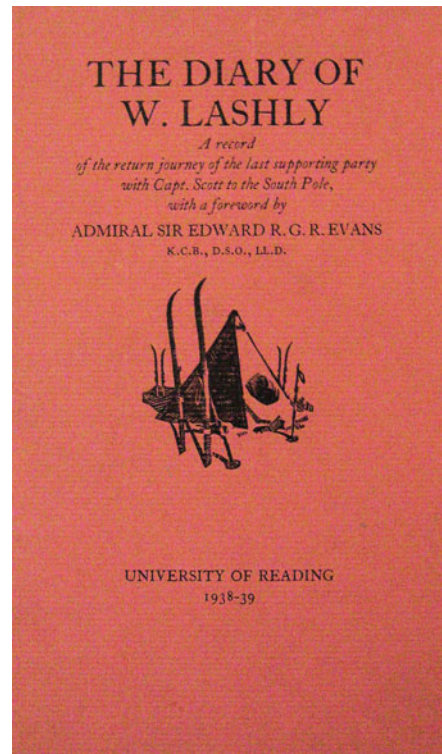 THE DIARY OF
W. LASHLY
A record
of the return journey of the last supporting party
with Capt. Scott to the South Pole,
with a foreword by
ADMIRAL SIR EDWARD R. G. R. EVANS
K.C.B., D.S.O., LL.D.
UNIVERSITY OF READING
1938-39